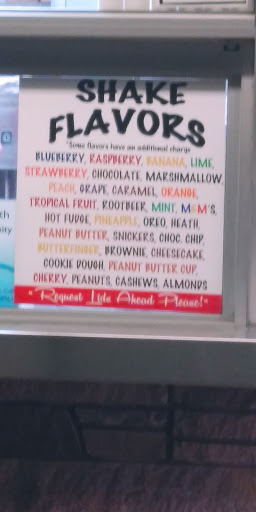 SHAKE
FLAVORS
*Some flavors have an additional charge
BLUEBERRY, RASPBERRY, BANANA, LIME,
STRAWBERRY, CHOCOLATE, MARSHMALLOW,
PEACH, GRAPE, CARAMEL, ORANGE,
TROPICAL FRUIT, ROOTBEER, MINT, M&M'S,
HOT FUDGE, PINEAPPLE, OREO, HEATH,
PEANUT BUTTER, SNICKERS, CHOC. CHIP,
BUTTERFINGER, BROWNIE, CHEESECAKE,
COOKIE DOUGH, PEANUT BUTTER CUP,
CHERRY, PEANUTS, CASHEWS, ALMONDS
"Request Lids Ahead Please!"